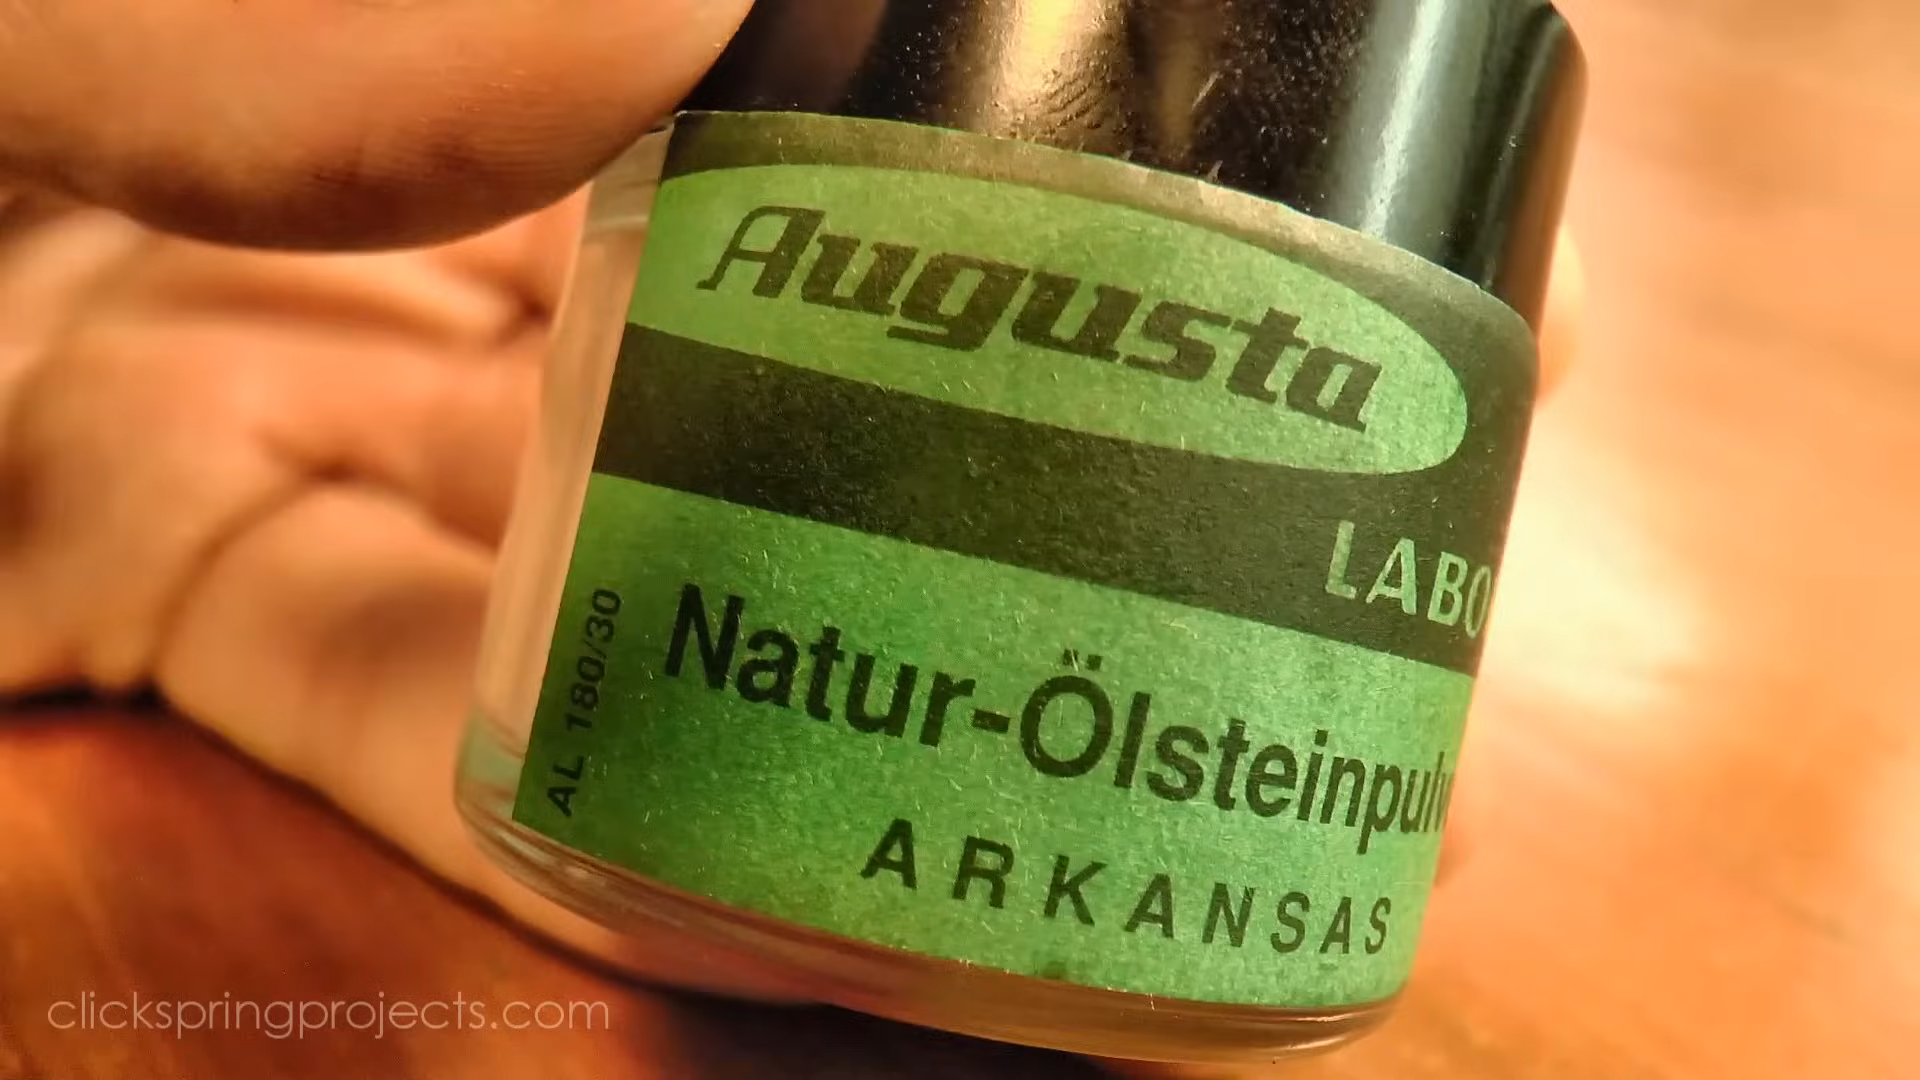 Augusta
LABO
Natur-Ölsteinpulv
ARKANSAS
AL 180/30
clickspringprojects.com